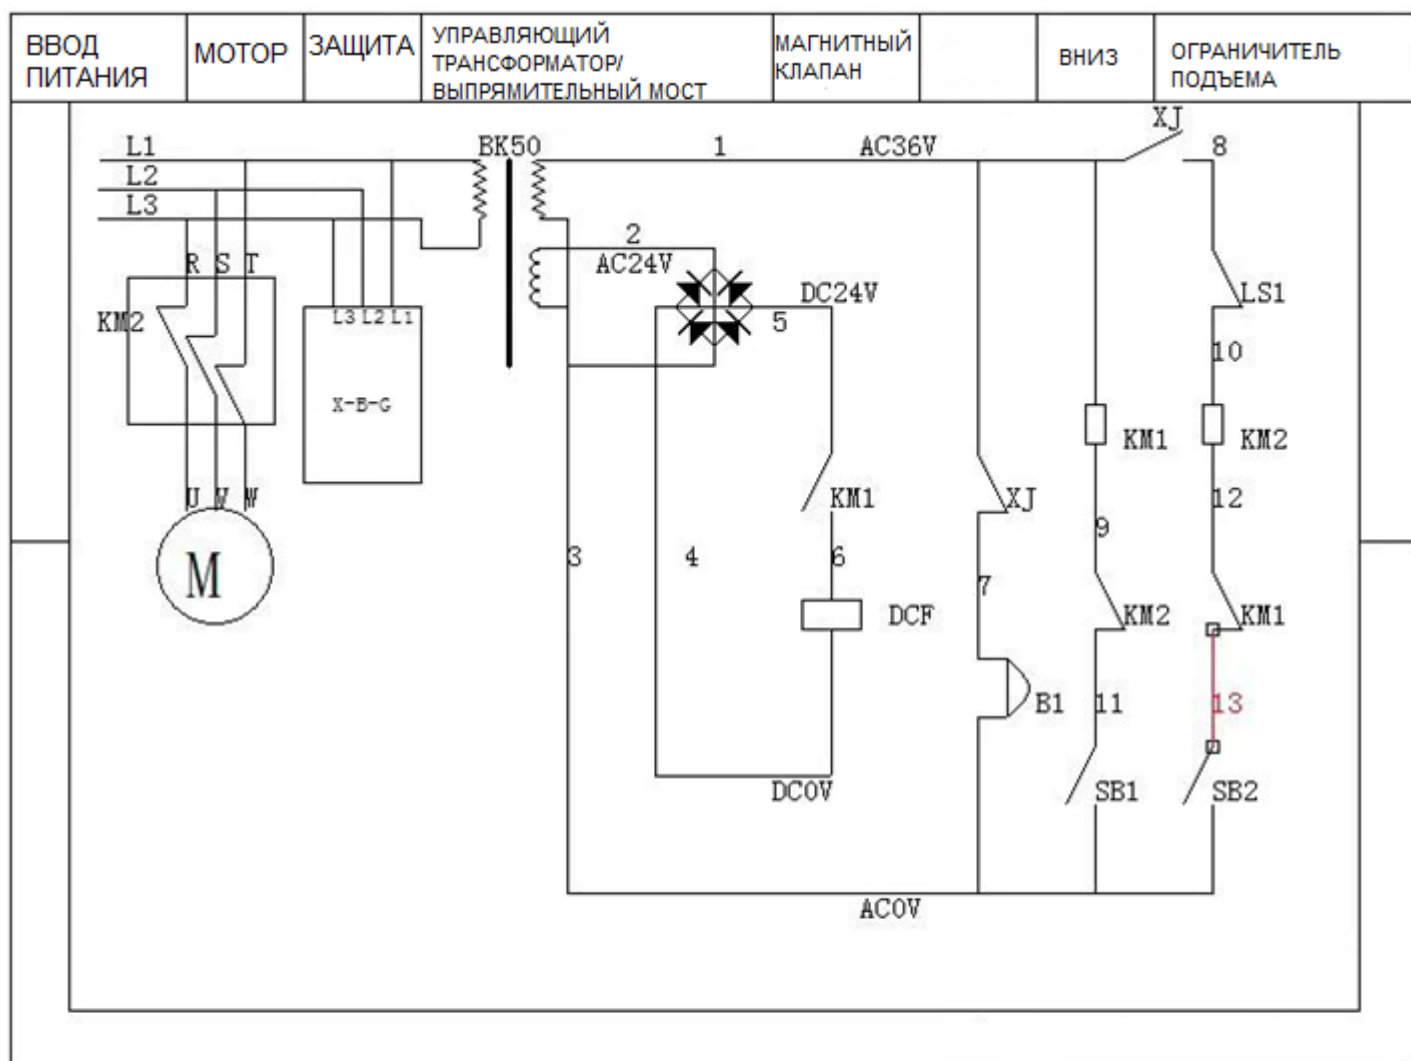 ВВОД
ПИТАНИЯ
МОТОР
ЗАЩИТА
УПРАВЛЯЮЩИЙ
ТРАНСФОРМАТОР/
ВЫПРЯМИТЕЛЬНЫЙ МОСТ
МАГНИТНЫЙ
КЛАПАН
ВНИЗ
ОГРАНИЧИТЕЛЬ
ПОДЪЕМА
XJ
L1
BK50
1
AC36V
8
L2
L3
2
R S T
AC24V
DC24V
LS1
KM2
L3 L2 L1
5
10
X-B-G
KM1
KM2
U V W
KM1
XJ
12
9
M
3
4
6
7
DCF
KM2
KM1
B1
11
13
DC0V
SB1
SB2
AC0V